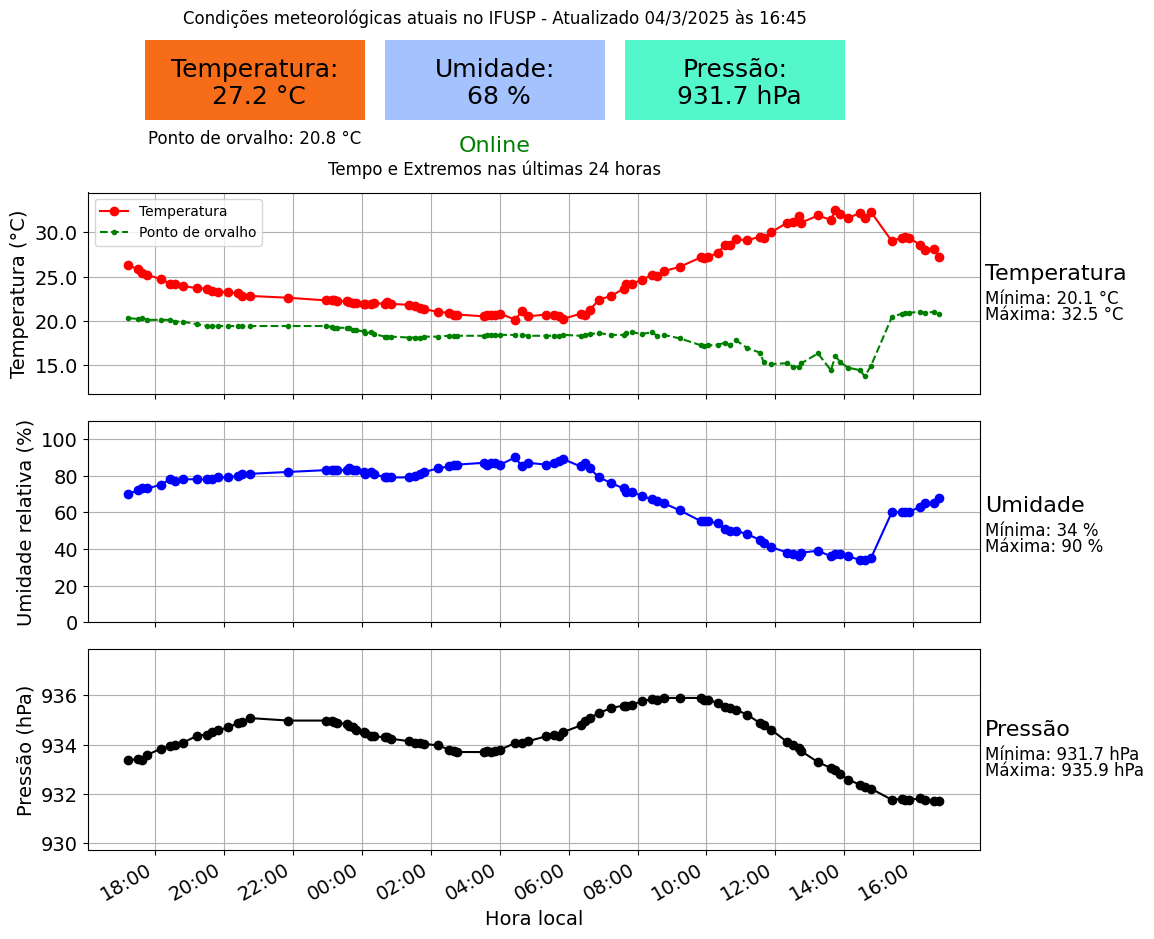 Condições meteorológicas atuais no IFUSP - Atualizado 04/3/2025 às 16:45
Temperatura:
27.2 °C
Umidade:
68 %
Pressão:
931.7 hPa
Ponto de orvalho: 20.8 °C
Online
Tempo e Extremos nas últimas 24 horas
Temperatura (°C)
30.0
25.0
20.0
15.0
Temperatura
Ponto de orvalho
Temperatura
Mínima: 20.1 °C
Máxima: 32.5 °C
Umidade relativa (%)
100
80
60
40
20
0
Umidade
Mínima: 34 %
Máxima: 90 %
Pressão (hPa)
936
934
932
930
Pressão
Mínima: 931.7 hPa
Máxima: 935.9 hPa
18:00 20:00 22:00 00:00 02:00 04:00 06:00 08:00 10:00 12:00 14:00 16:00
Hora local